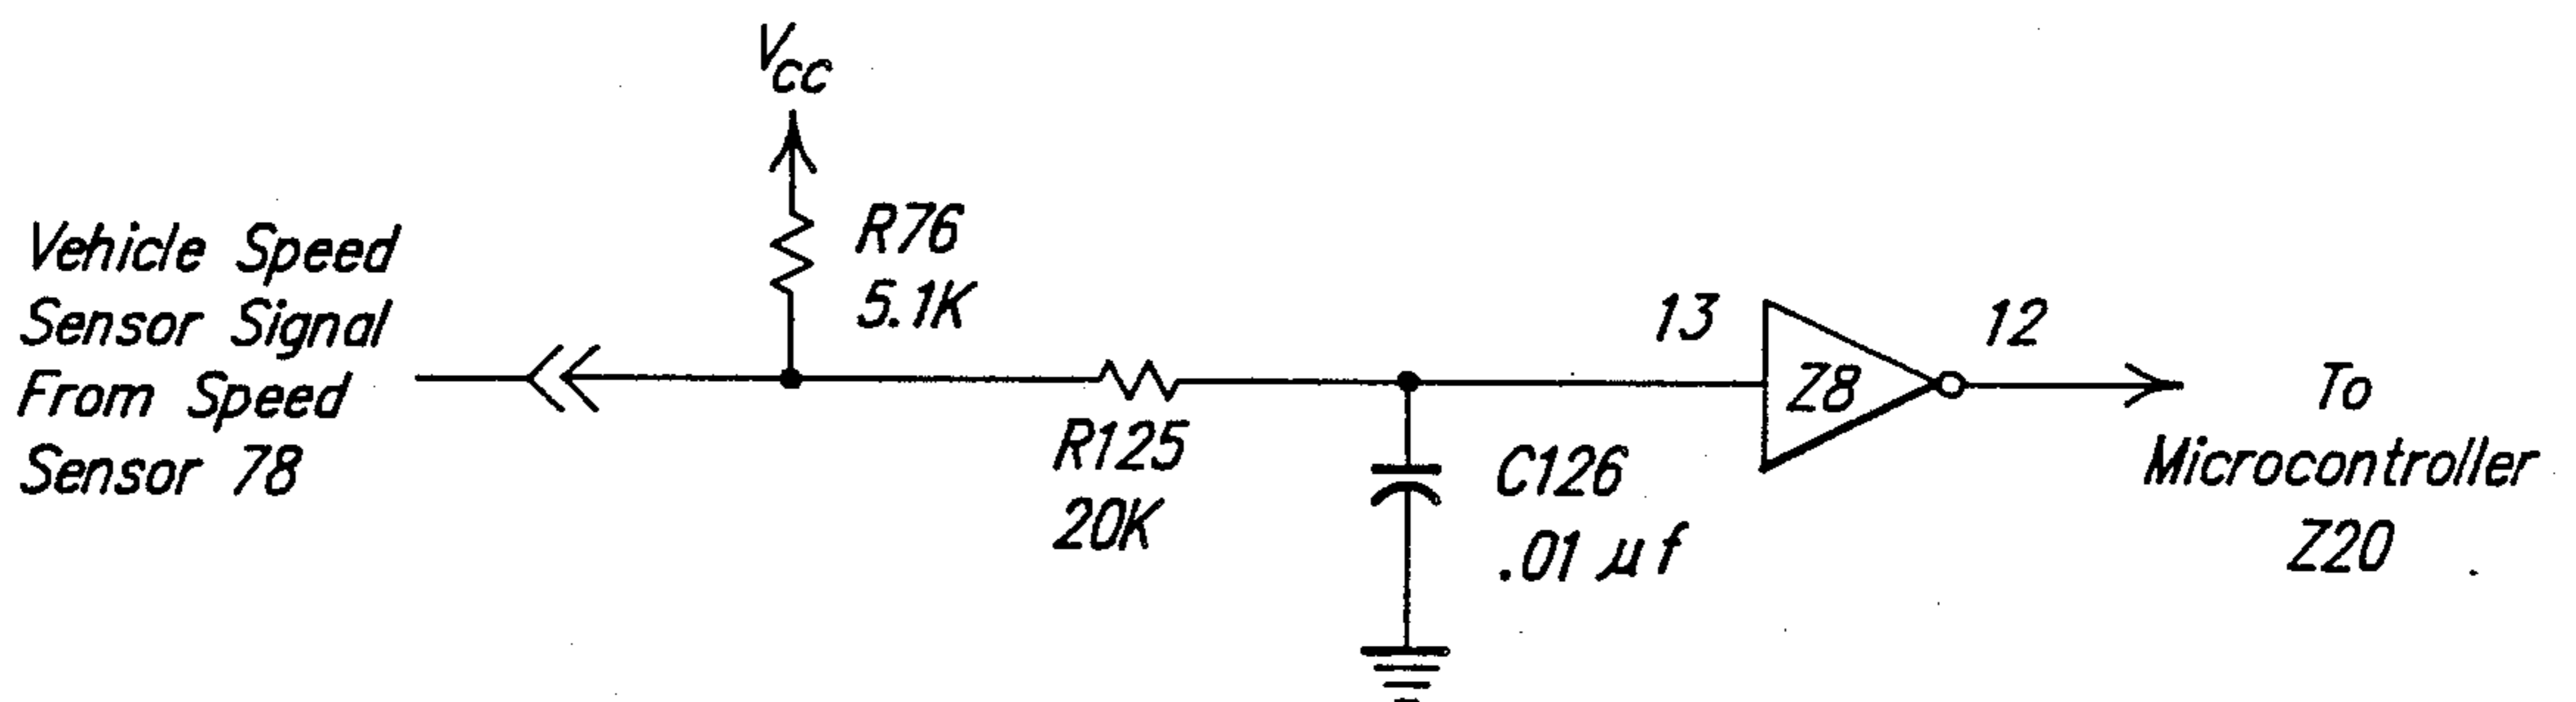 Vcc
R76
5.1K
Vehicle Speed
Sensor Signal
From Speed
Sensor 78
R125
20K
C126
.01 µf
13
Z8
12
To
Microcontroller
Z20